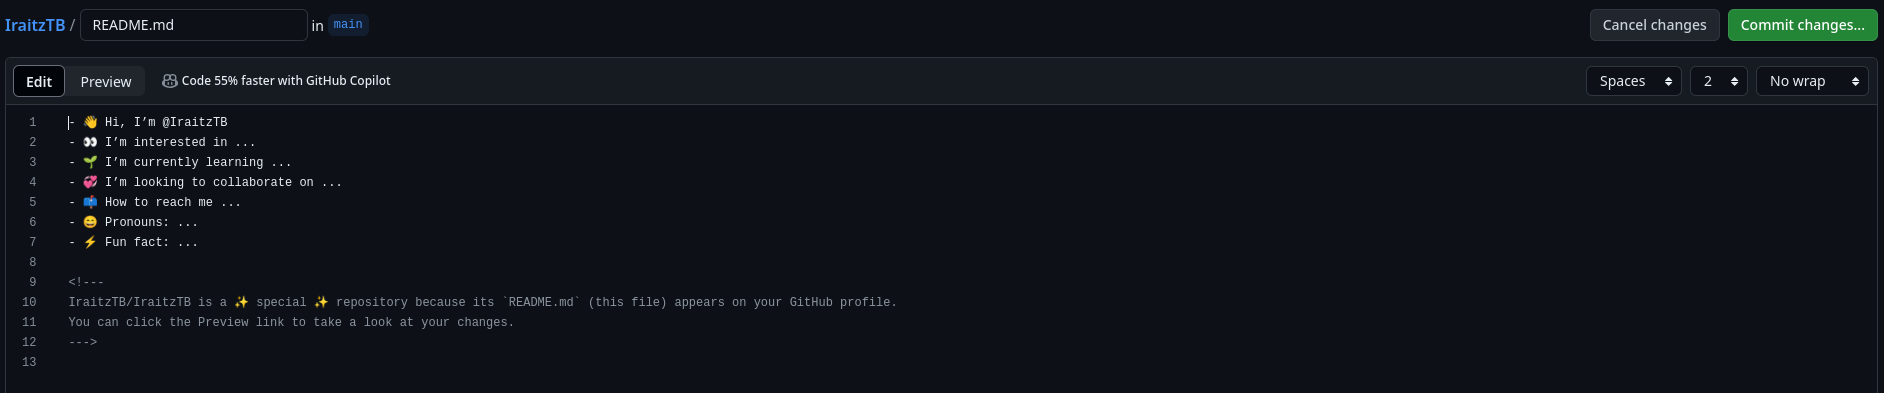 IraitzTB / README.md in main Cancel changes Commit changes...
Edit Preview Code 55% faster with GitHub Copilot Spaces 2 No wrap
1 - 👋 Hi, I’m @IraitzTB
2 - 👀 I’m interested in ...
3 - 🌱 I’m currently learning ...
4 - 💞️ I’m looking to collaborate on ...
5 - 📫 How to reach me ...
6 - 😄 Pronouns: ...
7 - ⚡ Fun fact: ...
8
9 <!---
10 IraitzTB/IraitzTB is a ✨ special ✨ repository because its `README.md` (this file) appears on your GitHub profile.
11 You can click the Preview link to take a look at your changes.
12 --->
13